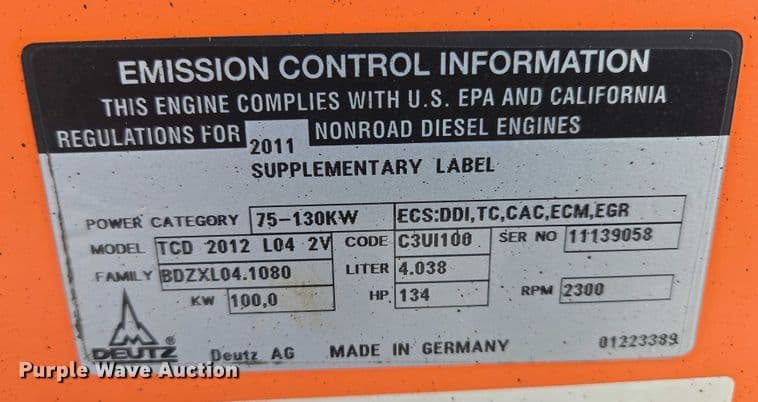 EMISSION CONTROL INFORMATION
THIS ENGINE COMPLIES WITH U.S. EPA AND CALIFORNIA
REGULATIONS FOR 2011 NONROAD DIESEL ENGINES
SUPPLEMENTARY LABEL
POWER CATEGORY 75-130KW ECS:DDI,TC,CAC,ECM,EGR
MODEL TCD 2012 L04 2V CODE C3UI100 SER NO 11139058
FAMILY BDZXL04.1080 LITER 4.038
KW 100,0 HP 134 RPM 2300
DEUTZ® Deutz AG MADE IN GERMANY 01223389
Purple Wave Auction